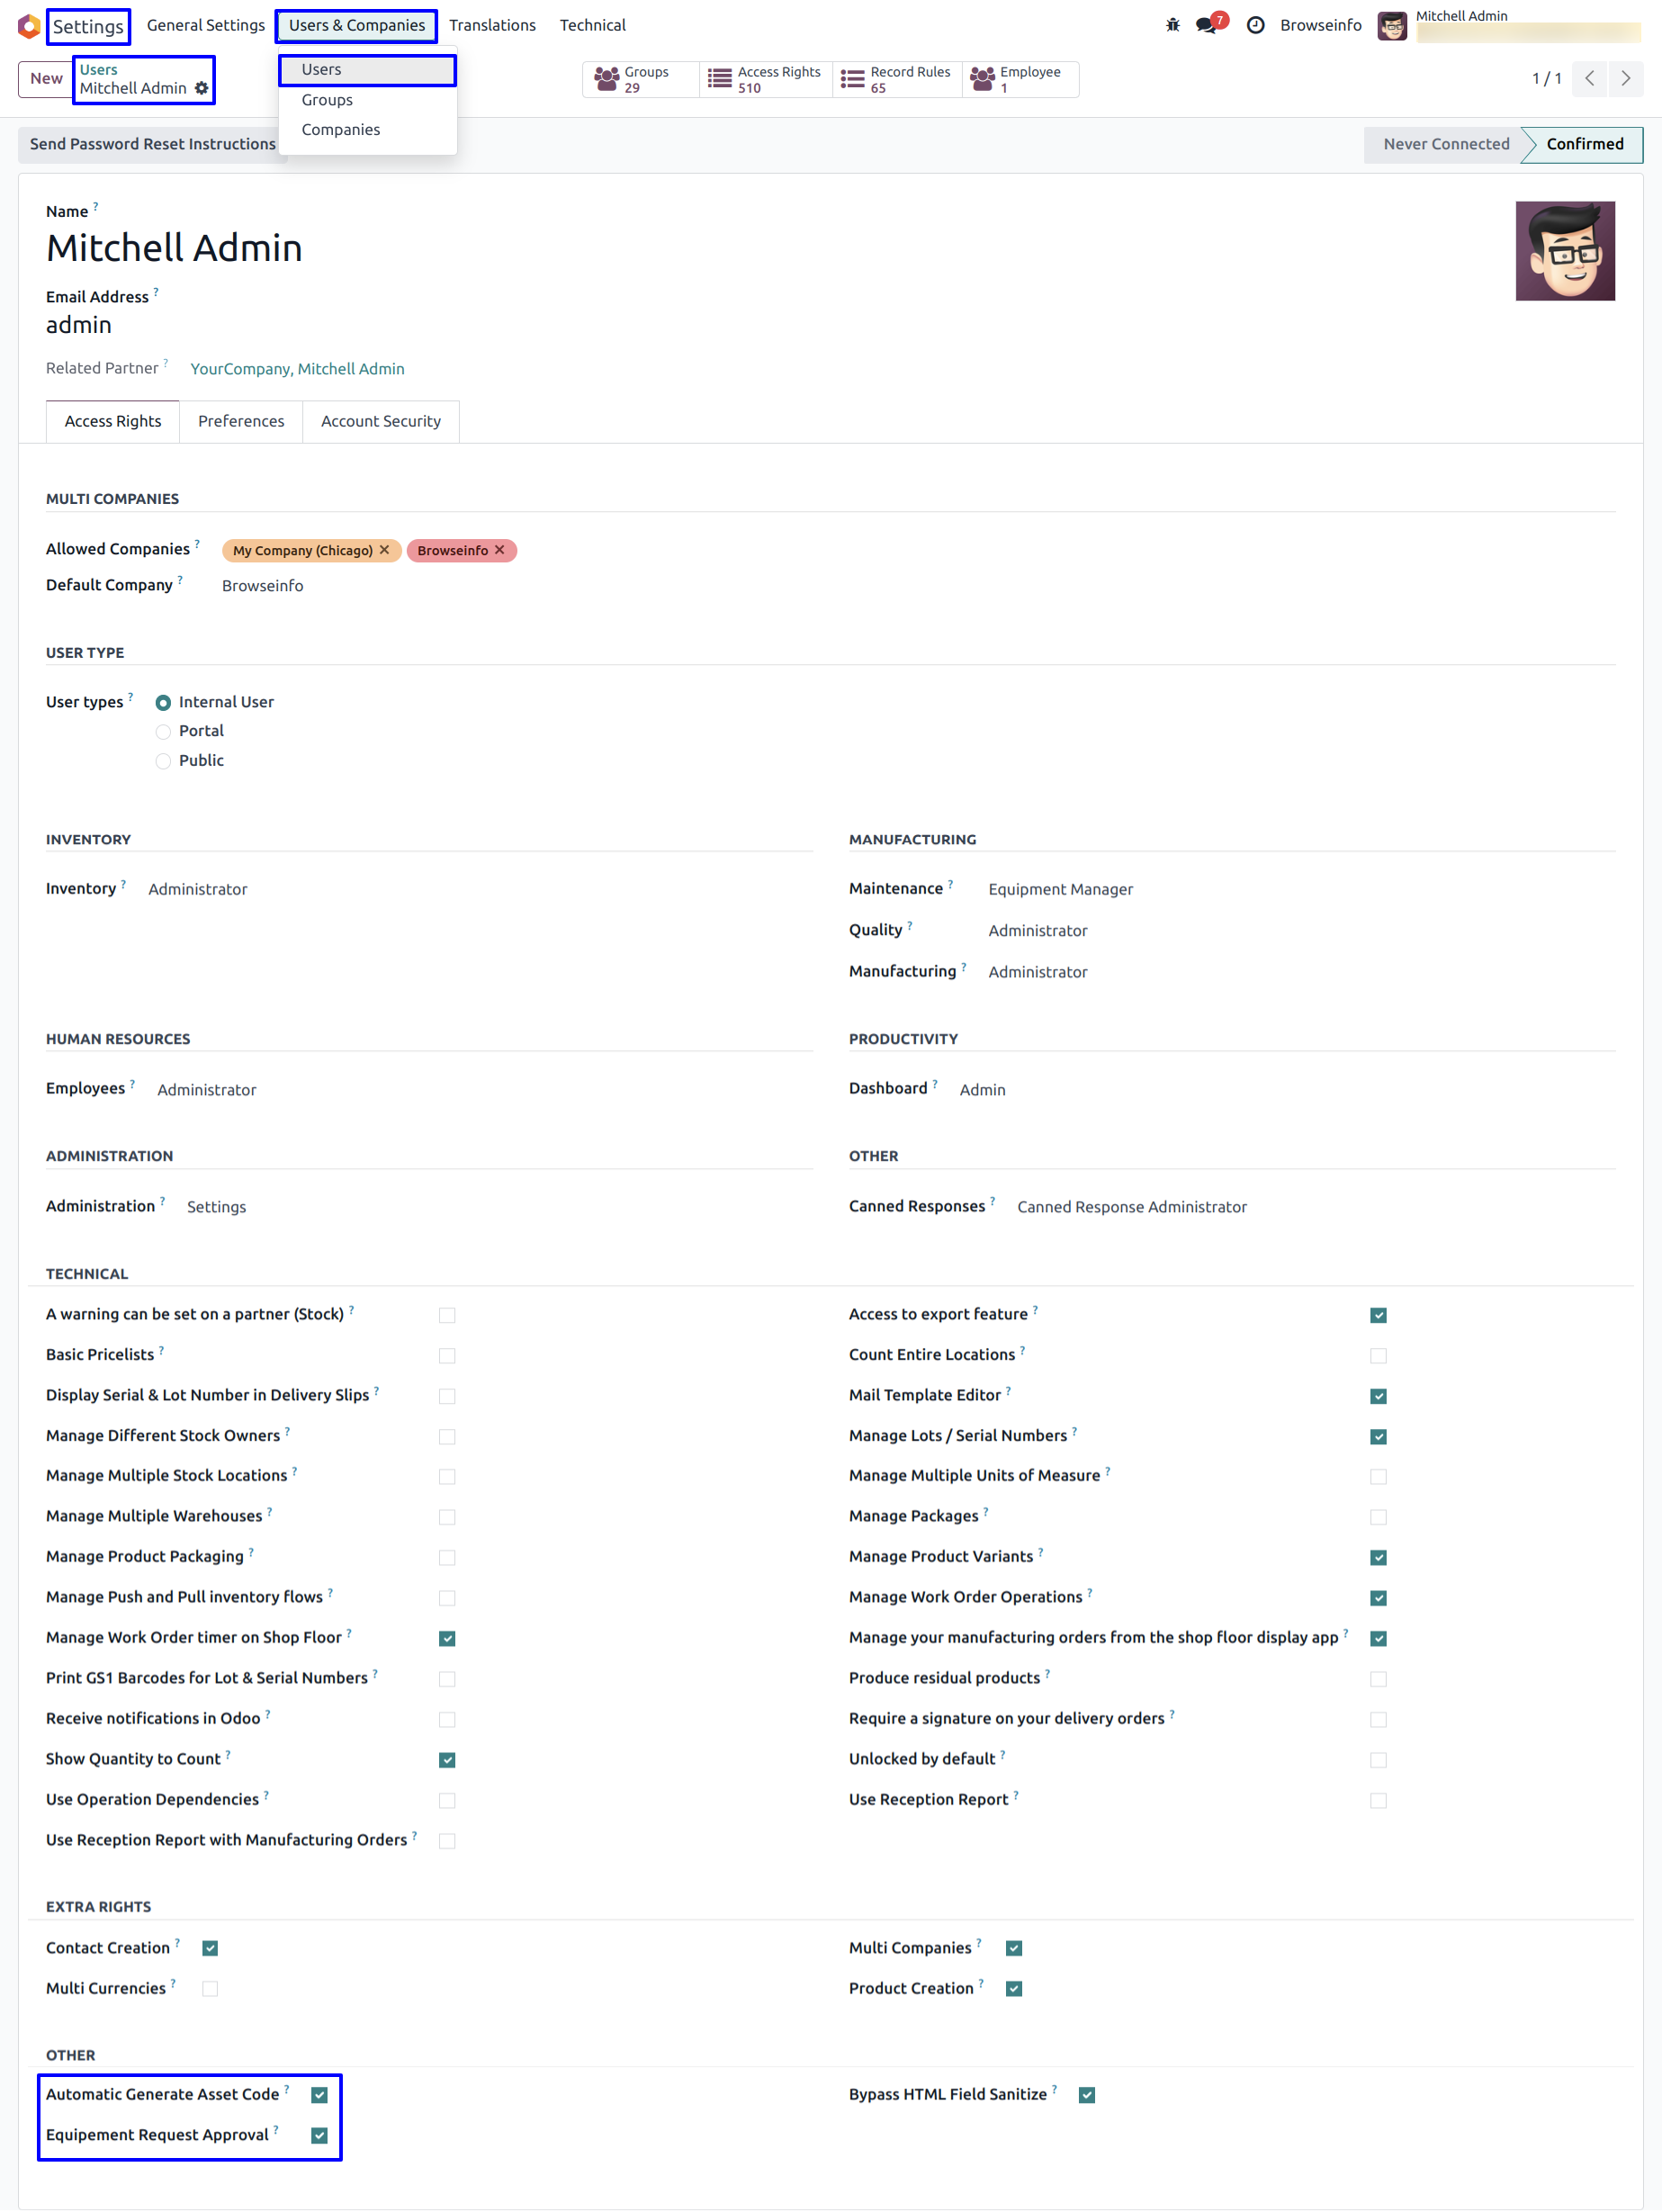 Settings General Settings Users & Companies Translations Technical 7 Browseinfo Mitchell Admin
New Users
Mitchell Admin
Users
Groups
Companies
Groups
29
Access Rights
510
Record Rules
65
Employee
1
1 / 1
Send Password Reset Instructions Never Connected Confirmed
Name ?
Mitchell Admin
Email Address ?
admin
Related Partner ? YourCompany, Mitchell Admin
Access Rights Preferences Account Security
MULTI COMPANIES
Allowed Companies ? My Company (Chicago) × Browseinfo ×
Default Company ? Browseinfo
USER TYPE
User types ? Internal User
Portal
Public
INVENTORY MANUFACTURING
Inventory ? Administrator Maintenance ? Equipment Manager
Quality ? Administrator
Manufacturing ? Administrator
HUMAN RESOURCES PRODUCTIVITY
Employees ? Administrator Dashboard ? Admin
ADMINISTRATION OTHER
Administration ? Settings Canned Responses ? Canned Response Administrator
TECHNICAL
A warning can be set on a partner (Stock) ? Access to export feature ?
Basic Pricelists ? Count Entire Locations ?
Display Serial & Lot Number in Delivery Slips ? Mail Template Editor ?
Manage Different Stock Owners ? Manage Lots / Serial Numbers ?
Manage Multiple Stock Locations ? Manage Multiple Units of Measure ?
Manage Multiple Warehouses ? Manage Packages ?
Manage Product Packaging ? Manage Product Variants ?
Manage Push and Pull inventory flows ? Manage Work Order Operations ?
Manage Work Order timer on Shop Floor ? Manage your manufacturing orders from the shop floor display app ?
Print GS1 Barcodes for Lot & Serial Numbers ? Produce residual products ?
Receive notifications in Odoo ? Require a signature on your delivery orders ?
Show Quantity to Count ? Unlocked by default ?
Use Operation Dependencies ? Use Reception Report ?
Use Reception Report with Manufacturing Orders ?
EXTRA RIGHTS
Contact Creation ? Multi Companies ?
Multi Currencies ? Product Creation ?
OTHER
Automatic Generate Asset Code ? Bypass HTML Field Sanitize ?
Equipement Request Approval ?